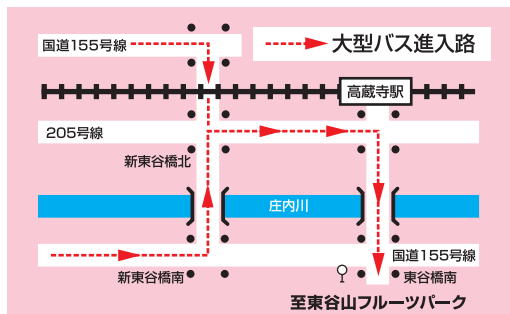 国道155号線
大型バス進入路
高蔵寺駅
205号線
新東谷橋北
庄内川
国道155号線
新東谷橋南
東谷橋南
至東谷山フルーツパーク